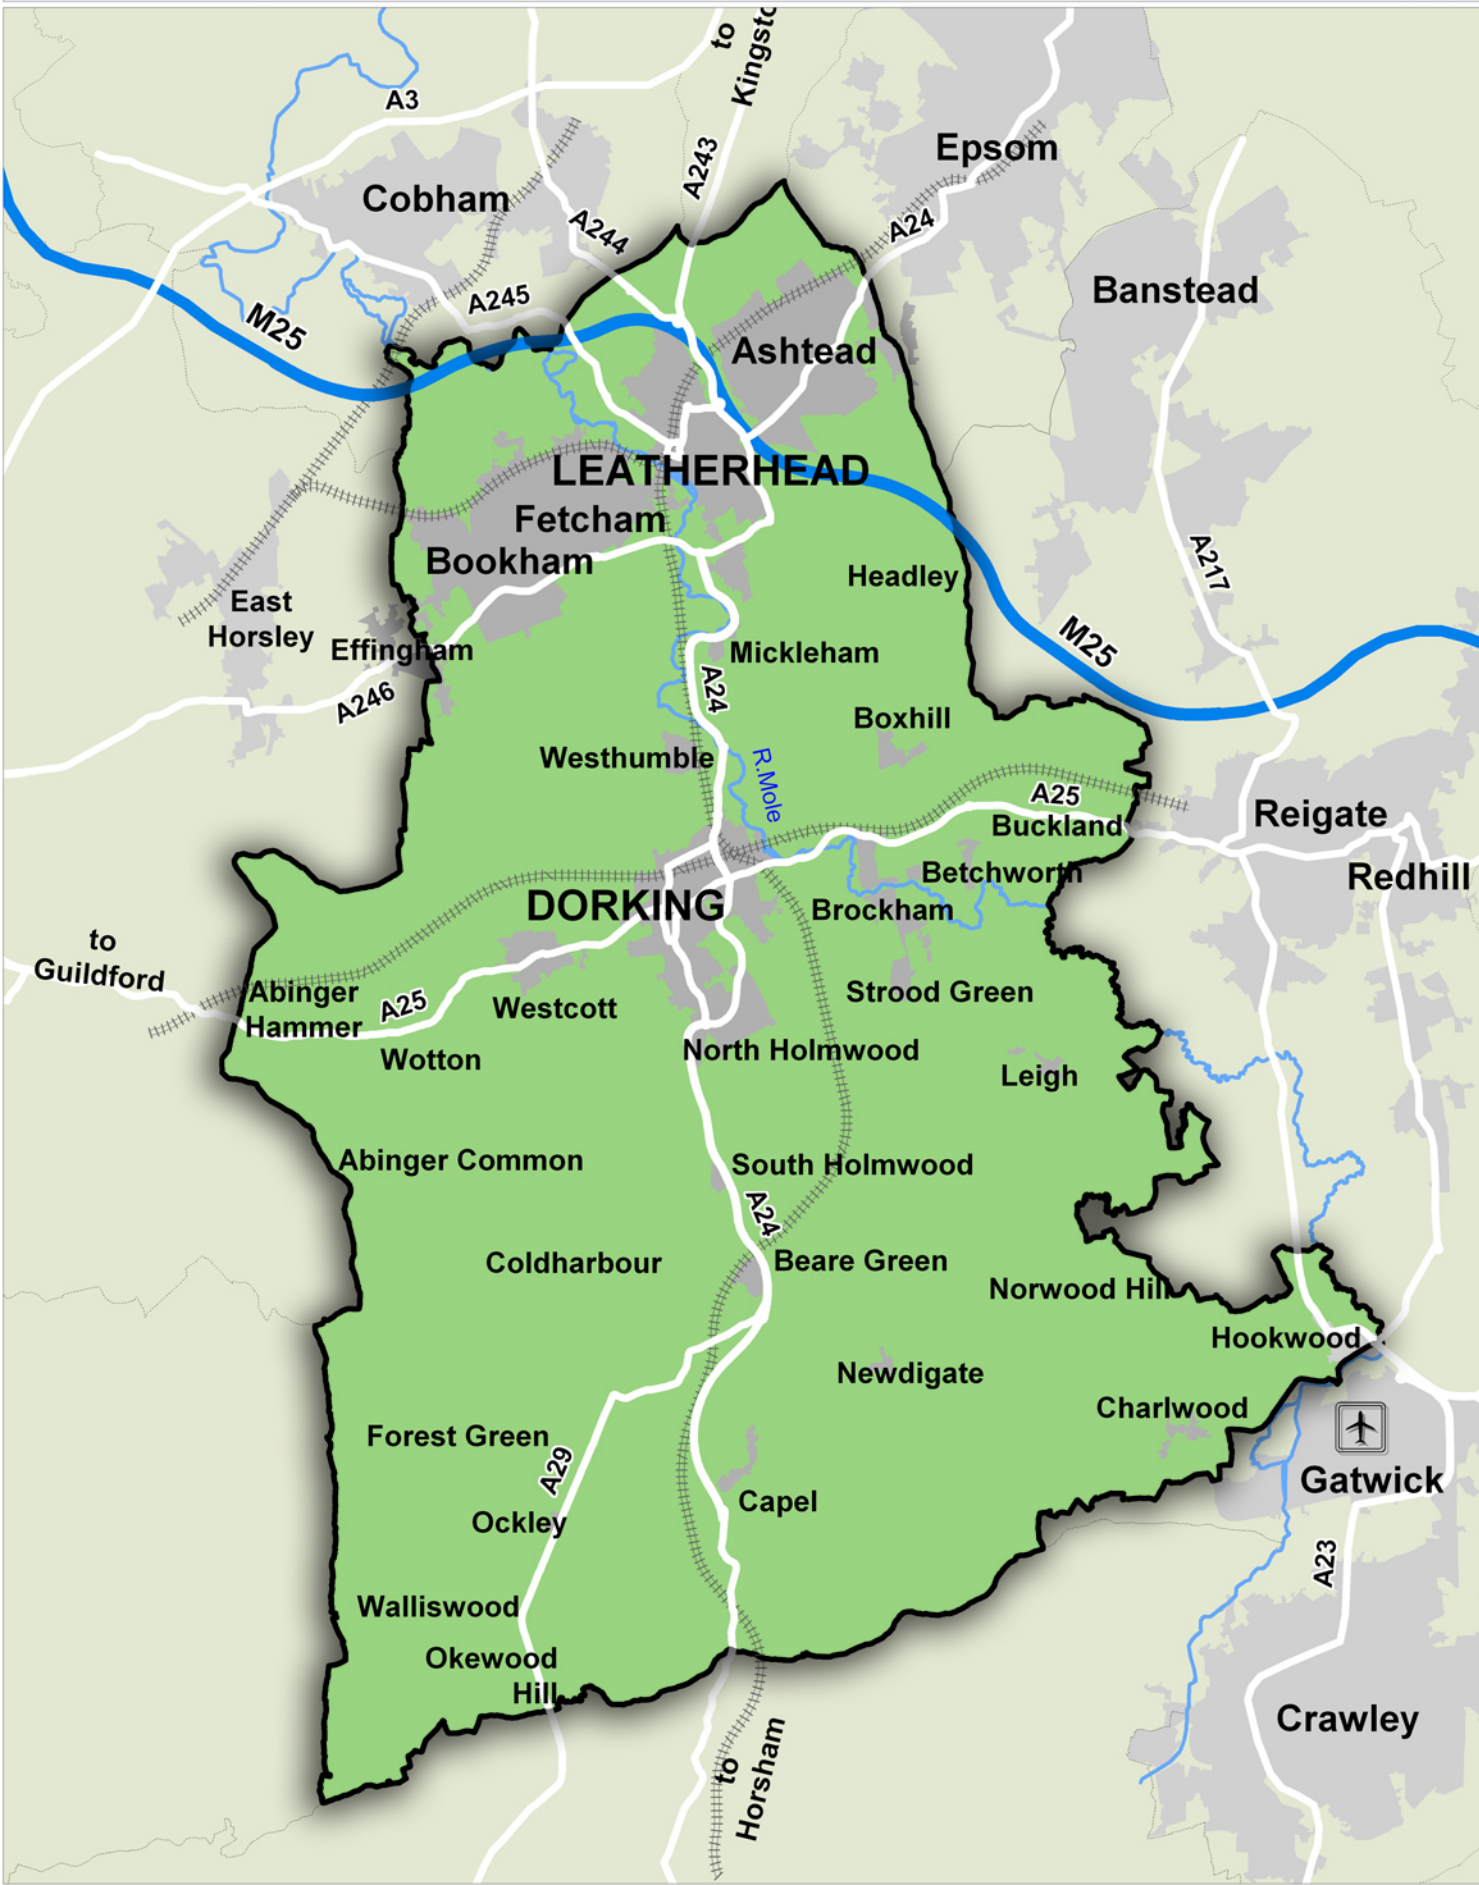 to
Kingsto
A3
Epsom
A243
Cobham
A244
A24
Banstead
A245
M25
Ashtead
LEATHERHEAD
Fetcham
Bookham
A217
Headley
East
Horsley
Effingham
M25
Mickleham
A24
A246
Boxhill
Westhumble
R.Mole
A25
Buckland
Reigate
Betchworth
Redhill
DORKING
Brockham
to
Guildford
Abinger
Hammer
A25
Westcott
Strood Green
Wotton
North Holmwood
Leigh
Abinger Common
South Holmwood
A24
Coldharbour
Beare Green
Norwood Hill
Hookwood
Newdigate
Charlwood
Forest Green
A29
Gatwick
Capel
Ockley
A23
Walliswood
Okewood
Hill
Crawley
to
Horsham